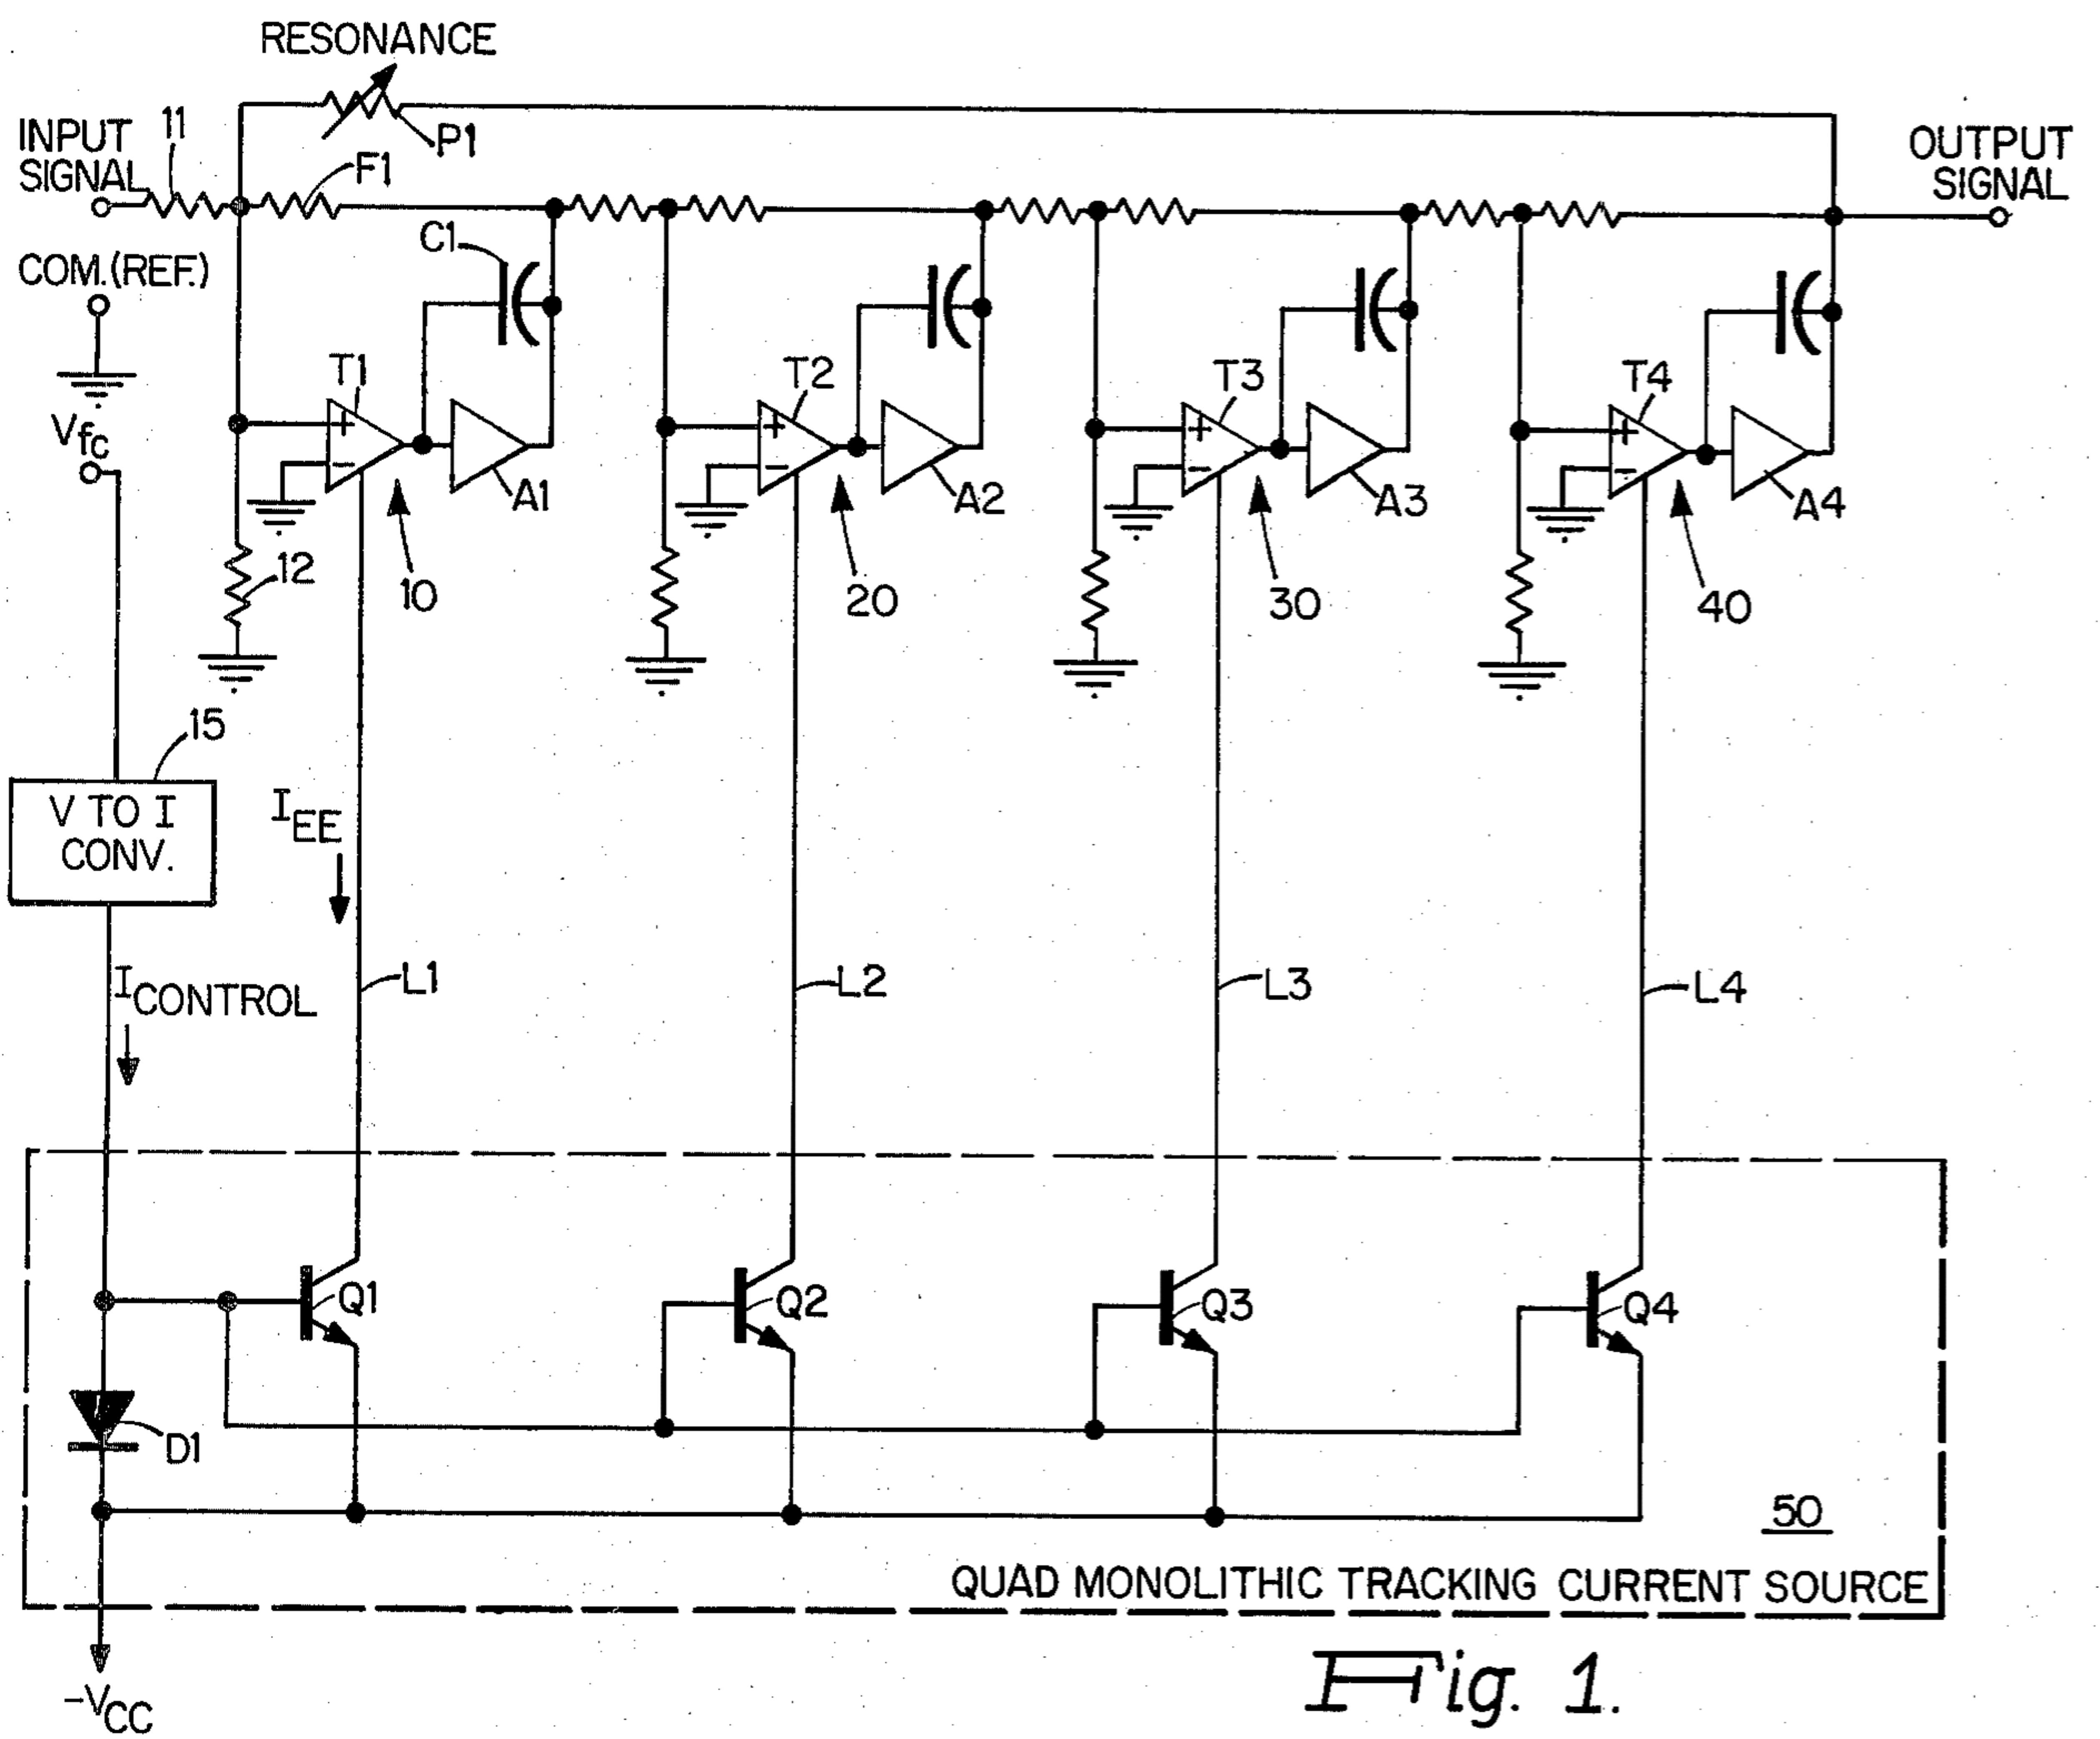 RESONANCE
11
P1
INPUT
SIGNAL
F1
OUTPUT
SIGNAL
C1
COM. (REF.)
T1
T2
T3
T4
+
+
+
+
Vfc
-
-
-
-
A1
A2
A3
A4
12
10
20
30
40
15
V TO I
CONV.
IEE
L1
L2
L3
L4
ICONTROL
Q1
Q2
Q3
Q4
D1
50
QUAD MONOLITHIC TRACKING CURRENT SOURCE
-VCC
Fig. 1.